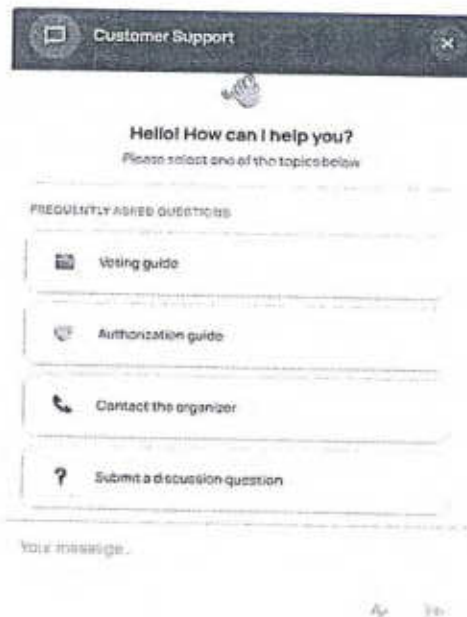 Customer Support
Hello! How can I help you?
Please select one of the topics below
FREQUENTLY ASKED QUESTIONS
Voting guide
Authorization guide
Contact the organizer
? Submit a discussion question
Your message..